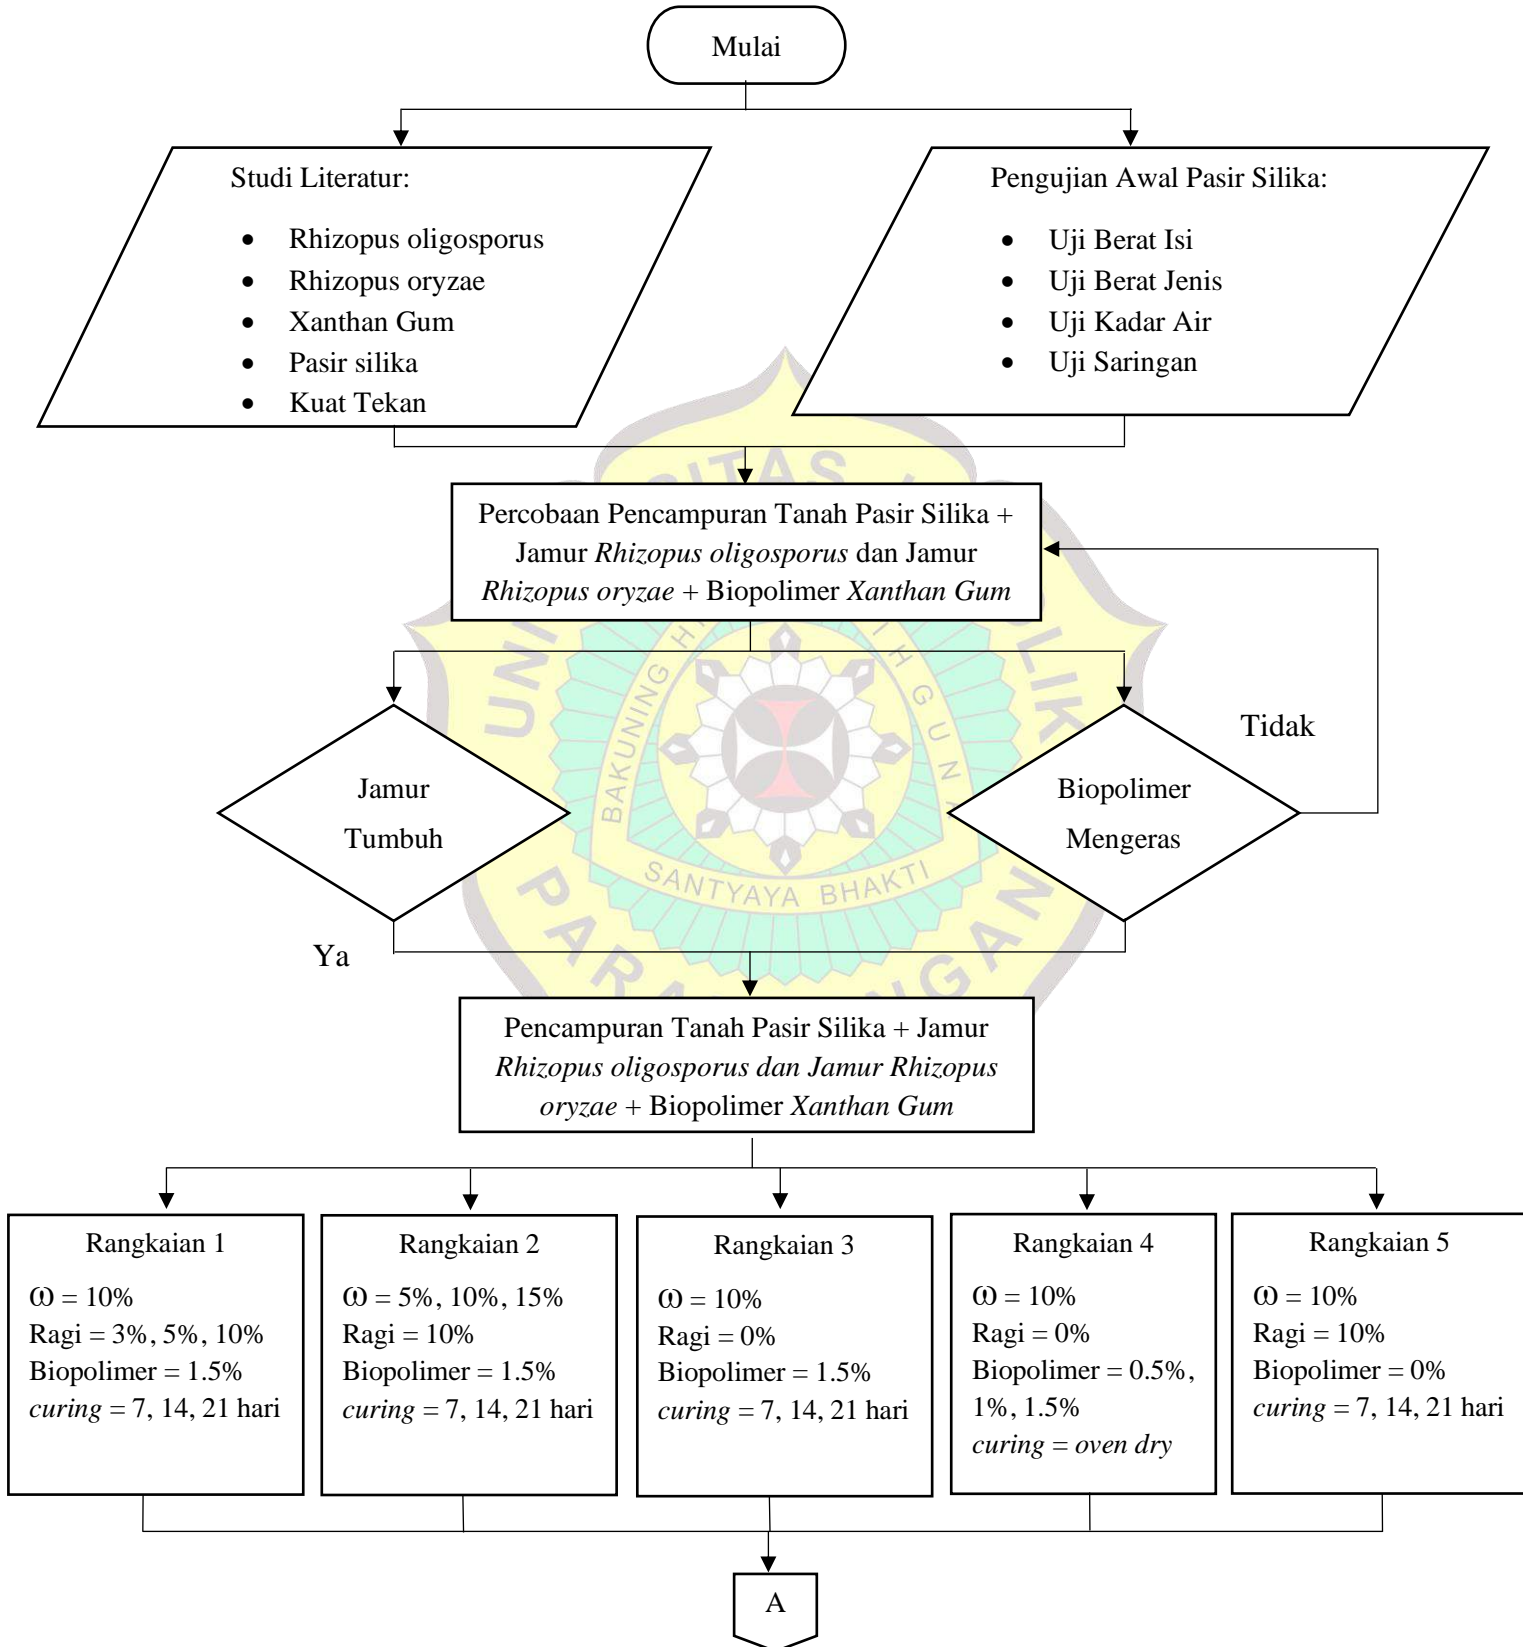 Mulai
Studi Literatur:
• Rhizopus oligosporus
• Rhizopus oryzae
• Xanthan Gum
• Pasir silika
• Kuat Tekan
Pengujian Awal Pasir Silika:
• Uji Berat Isi
• Uji Berat Jenis
• Uji Kadar Air
• Uji Saringan
Percobaan Pencampuran Tanah Pasir Silika +
Jamur Rhizopus oligosporus dan Jamur
Rhizopus oryzae + Biopolimer Xanthan Gum
Jamur
Tumbuh
Biopolimer
Mengeras
Tidak
Ya
BAKUNING
SANTYAYA BHAKTI
Pencampuran Tanah Pasir Silika + Jamur
Rhizopus oligosporus dan Jamur Rhizopus
oryzae + Biopolimer Xanthan Gum
Rangkaian 1
ω = 10%
Ragi = 3%, 5%, 10%
Biopolimer = 1.5%
curing = 7, 14, 21 hari
Rangkaian 2
ω = 5%, 10%, 15%
Ragi = 10%
Biopolimer = 1.5%
curing = 7, 14, 21 hari
Rangkaian 3
ω = 10%
Ragi = 0%
Biopolimer = 1.5%
curing = 7, 14, 21 hari
Rangkaian 4
ω = 10%
Ragi = 0%
Biopolimer = 0.5%,
1%, 1.5%
curing = oven dry
Rangkaian 5
ω = 10%
Ragi = 10%
Biopolimer = 0%
curing = 7, 14, 21 hari
A